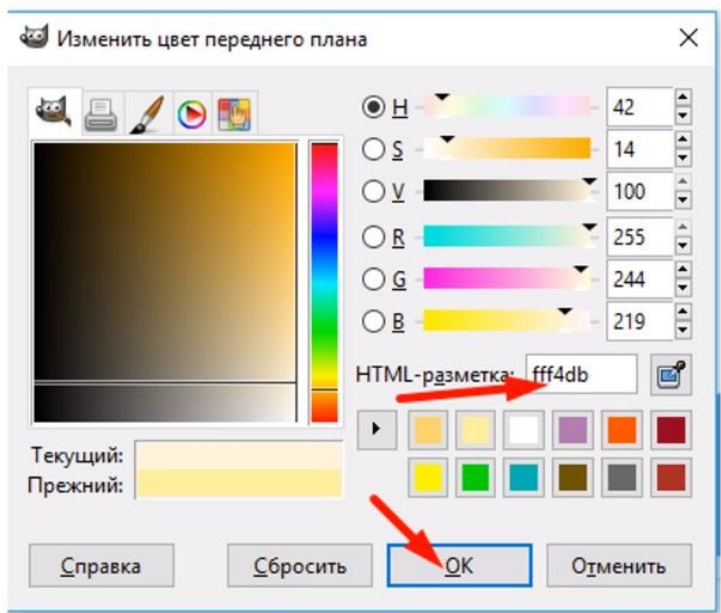 Изменить цвет переднего плана
H 42
S 14
V 100
R 255
G 244
B 219
HTML-разметка: fff4db
Текущий:
Прежний:
Справка Сбросить OK Отменить